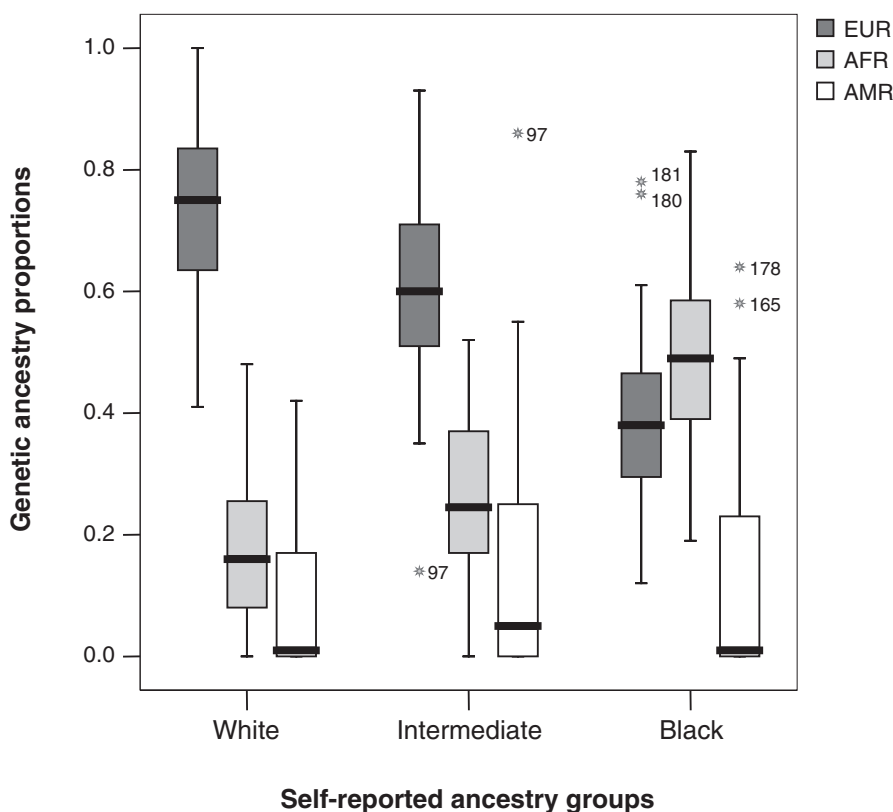 EUR
AFR
AMR
Genetic ancestry proportions
1.0
0.8
0.6
0.4
0.2
0.0
97
97
181
180
178
165
White Intermediate Black
Self-reported ancestry groups